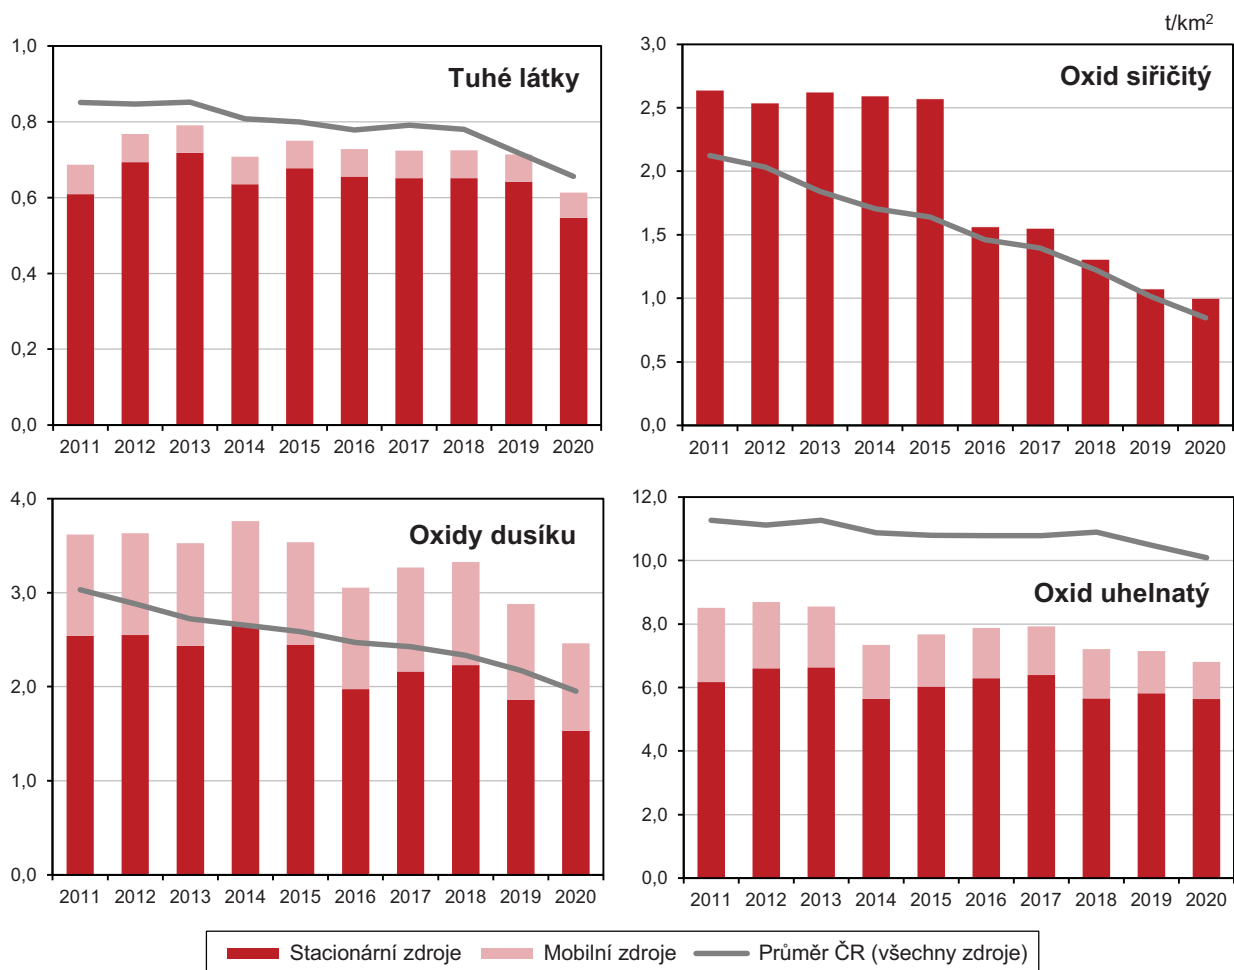 t/km²
Tuhé látky
1,0
0,8
0,6
0,4
0,2
0,0
2011 2012 2013 2014 2015 2016 2017 2018 2019 2020
Oxid siřičitý
3,0
2,5
2,0
1,5
1,0
0,5
0,0
2011 2012 2013 2014 2015 2016 2017 2018 2019 2020
Oxidy dusíku
4,0
3,0
2,0
1,0
0,0
2011 2012 2013 2014 2015 2016 2017 2018 2019 2020
Oxid uhelnatý
12,0
10,0
8,0
6,0
4,0
2,0
0,0
2011 2012 2013 2014 2015 2016 2017 2018 2019 2020
Stacionární zdroje Mobilní zdroje Průměr ČR (všechny zdroje)